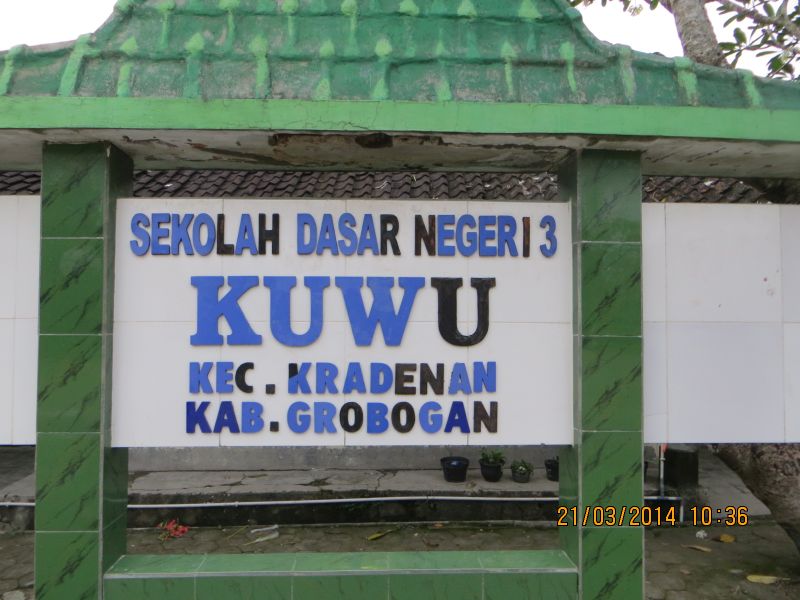 SEKOLAH DASAR NEGERI 3
KUWU
KEC. KRADENAN
KAB. GROBOGAN
21/03/2014 10:36